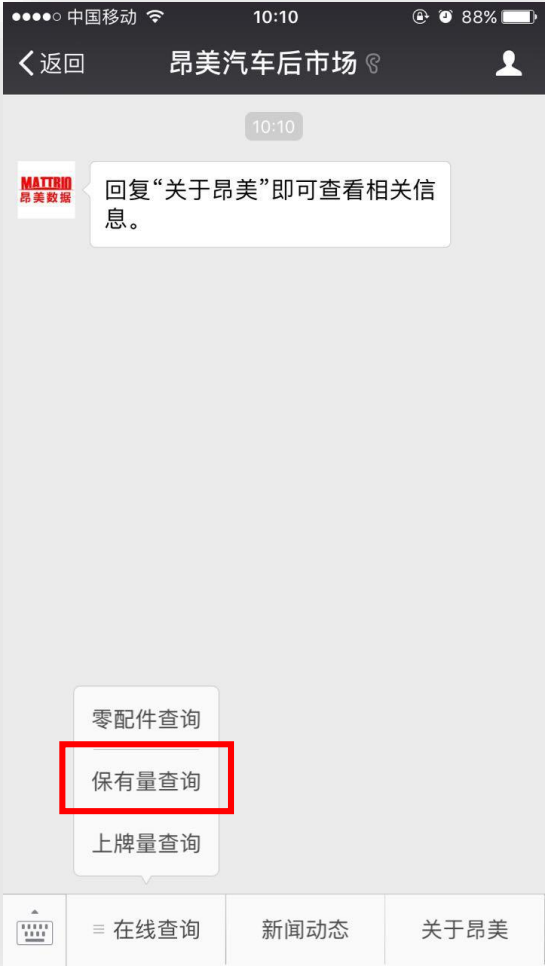 中国移动 10:10 88%
返回 昂美汽车后市场
10:10
MATTRIO
昂美数据
回复“关于昂美”即可查看相关信
息。
零配件查询
保有量查询
上牌量查询
在线查询 新闻动态 关于昂美